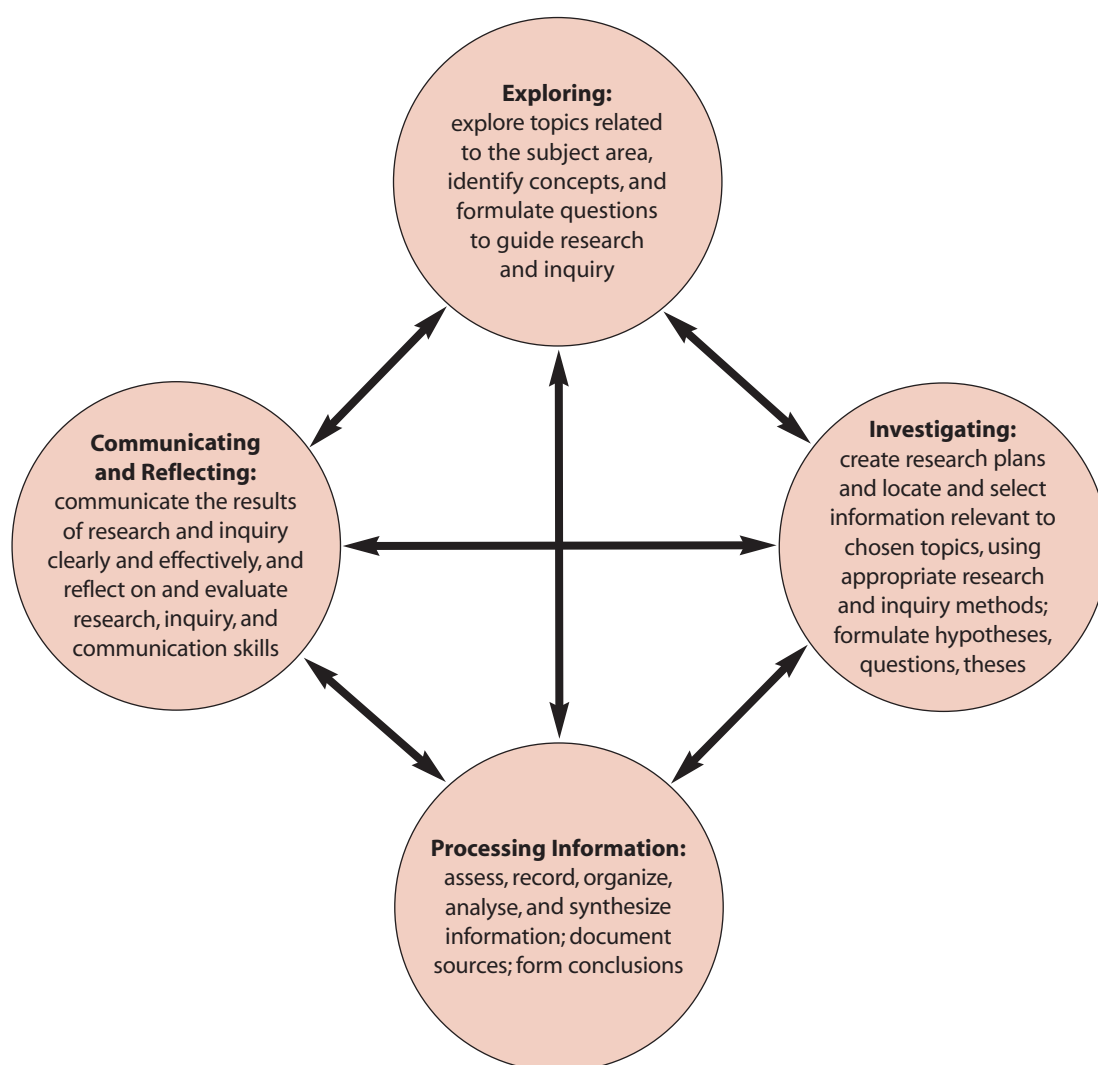 Exploring:
explore topics related
to the subject area,
identify concepts, and
formulate questions
to guide research
and inquiry
Communicating
and Reflecting:
communicate the results
of research and inquiry
clearly and effectively, and
reflect on and evaluate
research, inquiry, and
communication skills
Investigating:
create research plans
and locate and select
information relevant to
chosen topics, using
appropriate research
and inquiry methods;
formulate hypotheses,
questions, theses
Processing Information:
assess, record, organize,
analyse, and synthesize
information; document
sources; form conclusions